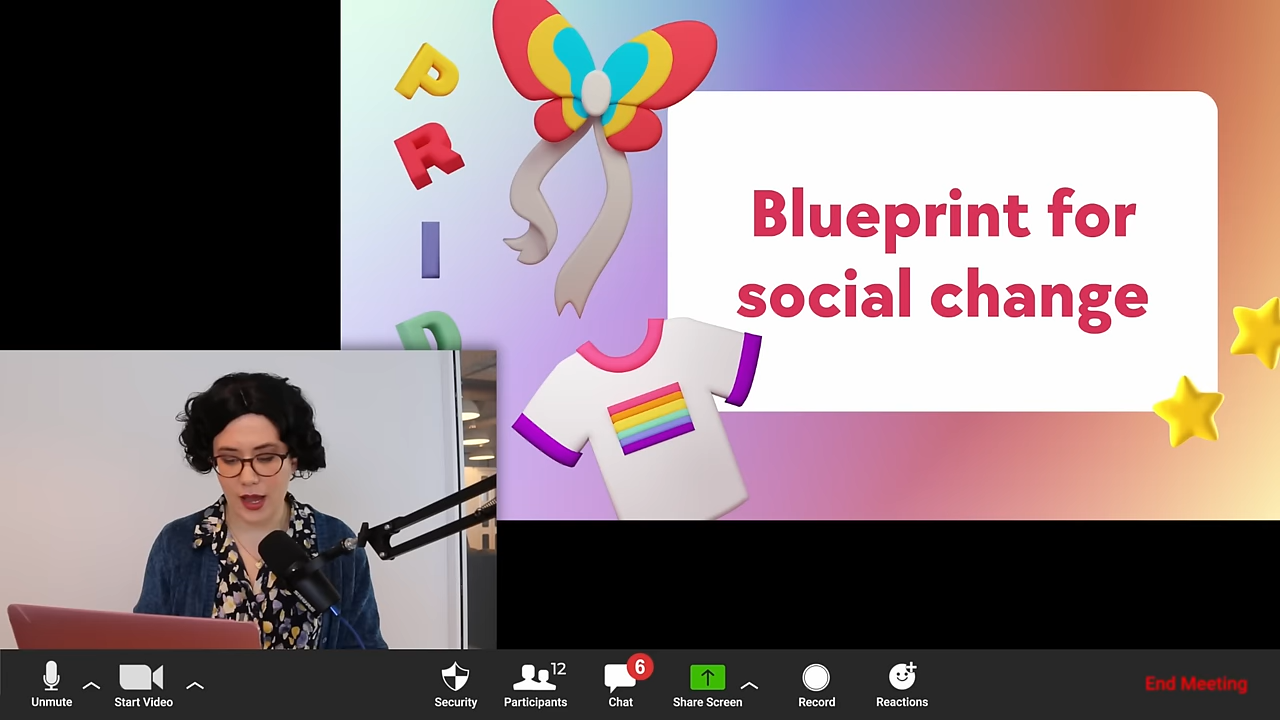 P
R
I
D
Blueprint for
social change
12
6
Unmute
Start Video
Security
Participants
Chat
Share Screen
Record
Reactions
End Meeting